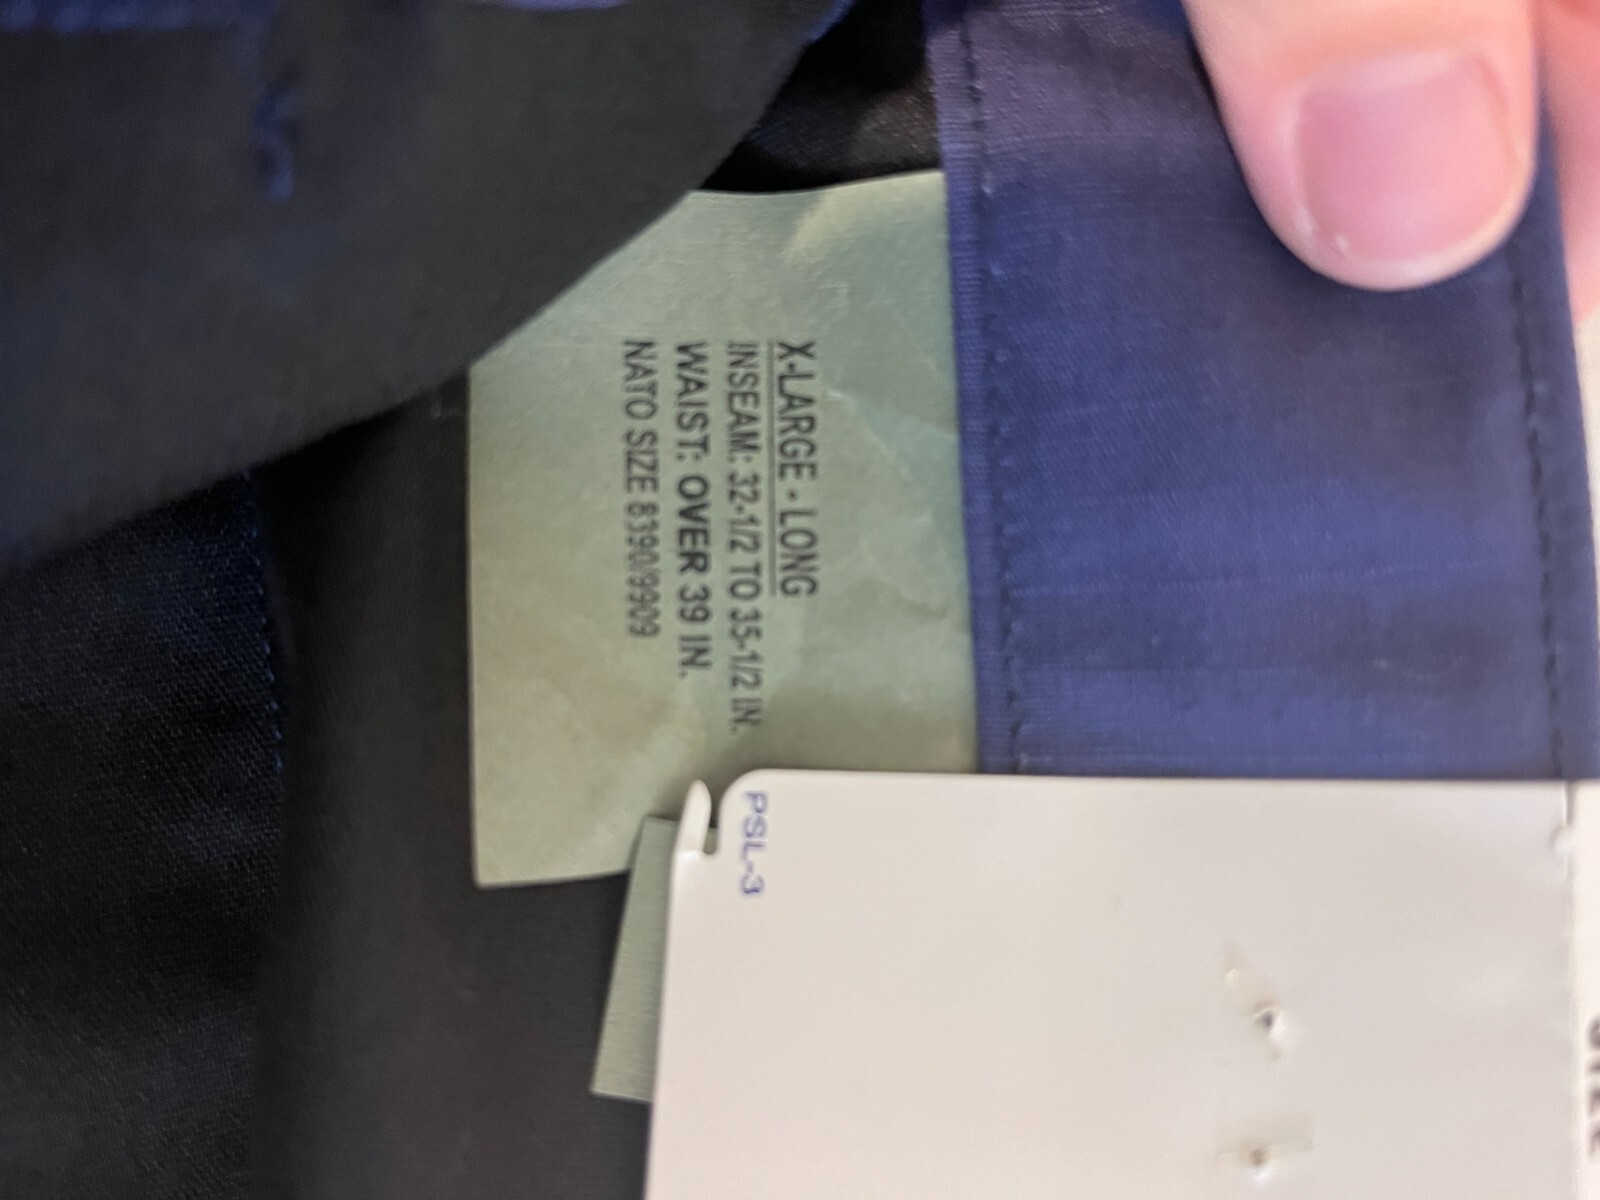 X-LARGE - LONG
INSEAM: 32-1/2 TO 35-1/2 IN.
WAIST: OVER 39 IN.
NATO SIZE 8390/9909
PSL-3